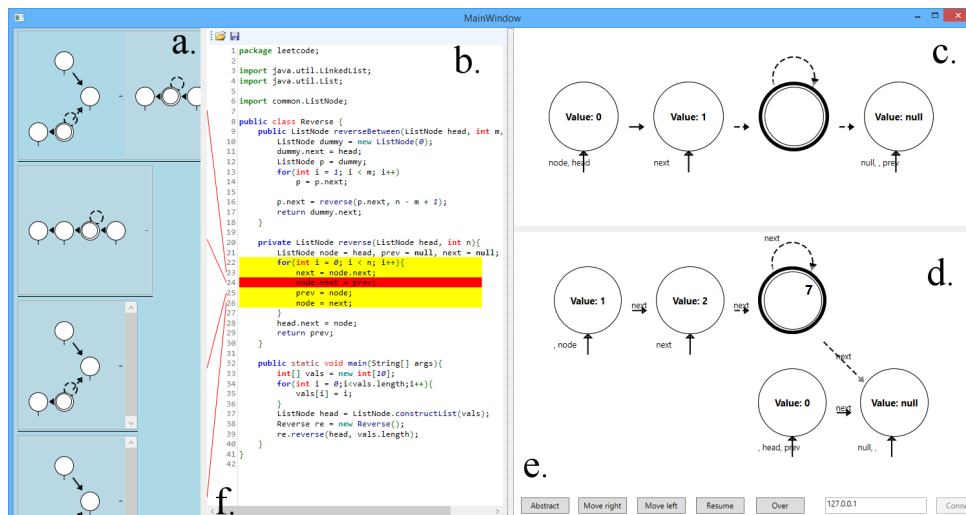 MainWindow
a.
b.
c.
d.
e.
f.
1 package leetcode;
2
3 import java.util.LinkedList;
4 import java.util.List;
5
6 import common.ListNode;
7
8 public class Reverse {
9 public ListNode reverseBetween(ListNode head, int m,
10 ListNode dummy = new ListNode(0);
11 dummy.next = head;
12 ListNode p = dummy;
13 for(int i = 1; i < m; i++)
14 p = p.next;
15
16 p.next = reverse(p.next, n - m + 1);
17 return dummy.next;
18 }
19
20 private ListNode reverse(ListNode head, int n){
21 ListNode node = head, prev = null, next = null;
22 for(int i = 0; i < n; i++){
23 next = node.next;
24 node.next = prev;
25 prev = node;
26 node = next;
27 }
28 head.next = node;
29 return prev;
30 }
31
32 public static void main(String[] args){
33 int[] vals = new int[10];
34 for(int i = 0;i<vals.length;i++){
35 vals[i] = i;
36 }
37 ListNode head = ListNode.constructList(vals);
38 Reverse re = new Reverse();
39 re.reverse(head, vals.length);
40 }
41 }
42
Value: 0
Value: 1
Value: null
node, head
next
null, , prev
next
7
Value: 1
next
Value: 2
next
, node
next
next
Value: 0
next
Value: null
, head, prev
null, ,
Abstract
Move right
Move left
Resume
Over
127.0.0.1
Conne